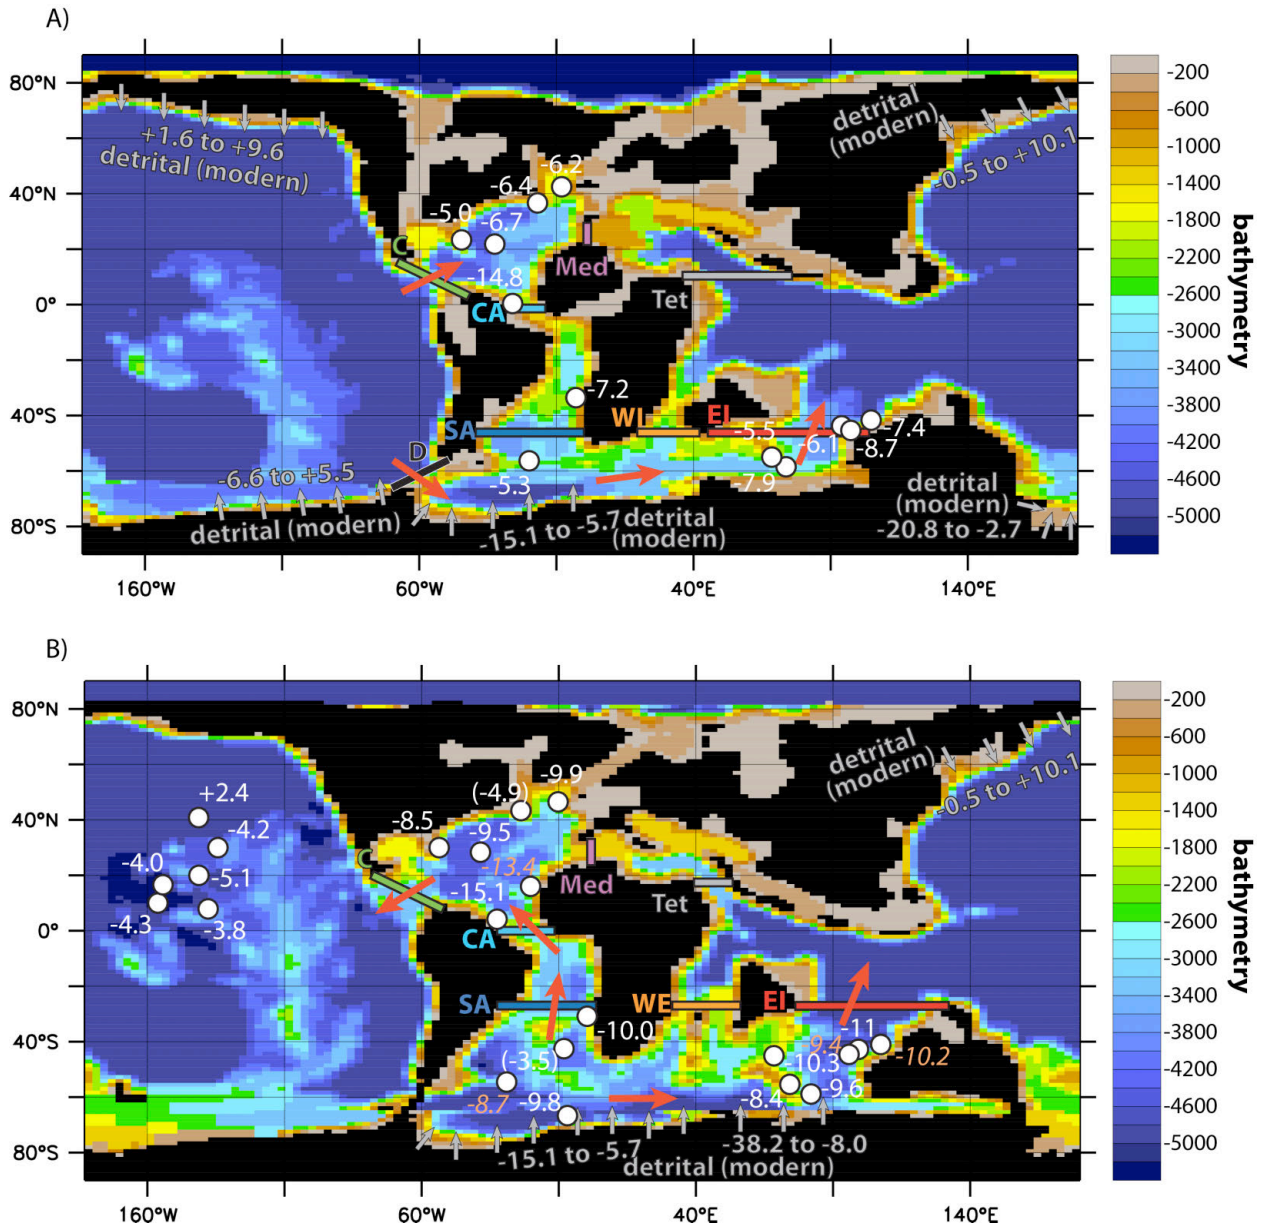 A)
80°N
40°N
0°
40°S
80°S
160°W
60°W
40°E
140°E
+1.6 to +9.6
detrital (modern)
detrital
(modern)
-0.5 to +10.1
-6.2
-6.4
-5.0
-6.7
C
-14.8
CA
Med
Tet
-7.2
SA
WI
EI
-5.5
-6.1
-7.4
-8.7
-7.9
-5.3
D
-6.6 to +5.5
detrital (modern)
-15.1 to -5.7
detrital
(modern)
detrital
(modern)
-20.8 to -2.7
-200
-600
-1000
-1400
-1800
-2200
-2600
-3000
-3400
-3800
-4200
-4600
-5000
bathymetry
B)
80°N
40°N
0°
40°S
80°S
160°W
60°W
40°E
140°E
detrital
(modern)
-0.5 to +10.1
+2.4
-4.2
-4.0
-5.1
-4.3
-3.8
-9.9
(-4.9)
-8.5
-9.5
-13.4
C
-15.1
CA
Med
Tet
SA
WE
EI
-10.0
(-3.5)
-8.7
-9.8
-11
-9.4
-10.2
-10.3
-8.4
-9.6
-15.1 to -5.7
-38.2 to -8.0
detrital (modern)
-200
-600
-1000
-1400
-1800
-2200
-2600
-3000
-3400
-3800
-4200
-4600
-5000
bathymetry